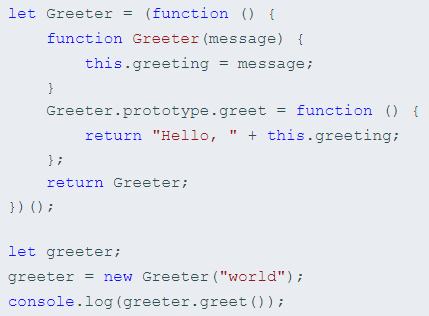 let Greeter = (function () {
    function Greeter(message) {
        this.greeting = message;
    }
    Greeter.prototype.greet = function () {
        return "Hello, " + this.greeting;
    };
    return Greeter;
})();

let greeter;
greeter = new Greeter("world");
console.log(greeter.greet());